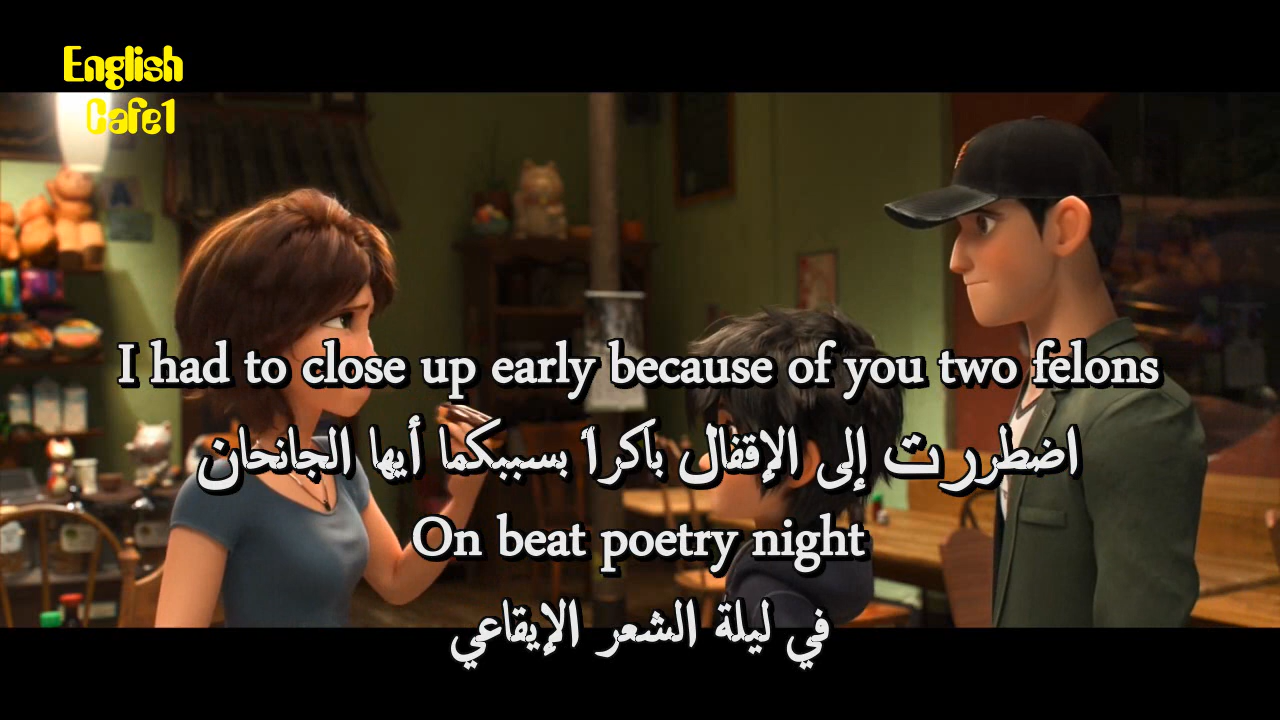 English
Cafe1
I had to close up early because of you two felons
اضطررت إلى الإقفال باكراً بسببكما أيها الجانحان
On beat poetry night
في ليلة الشعر الإيقاعي